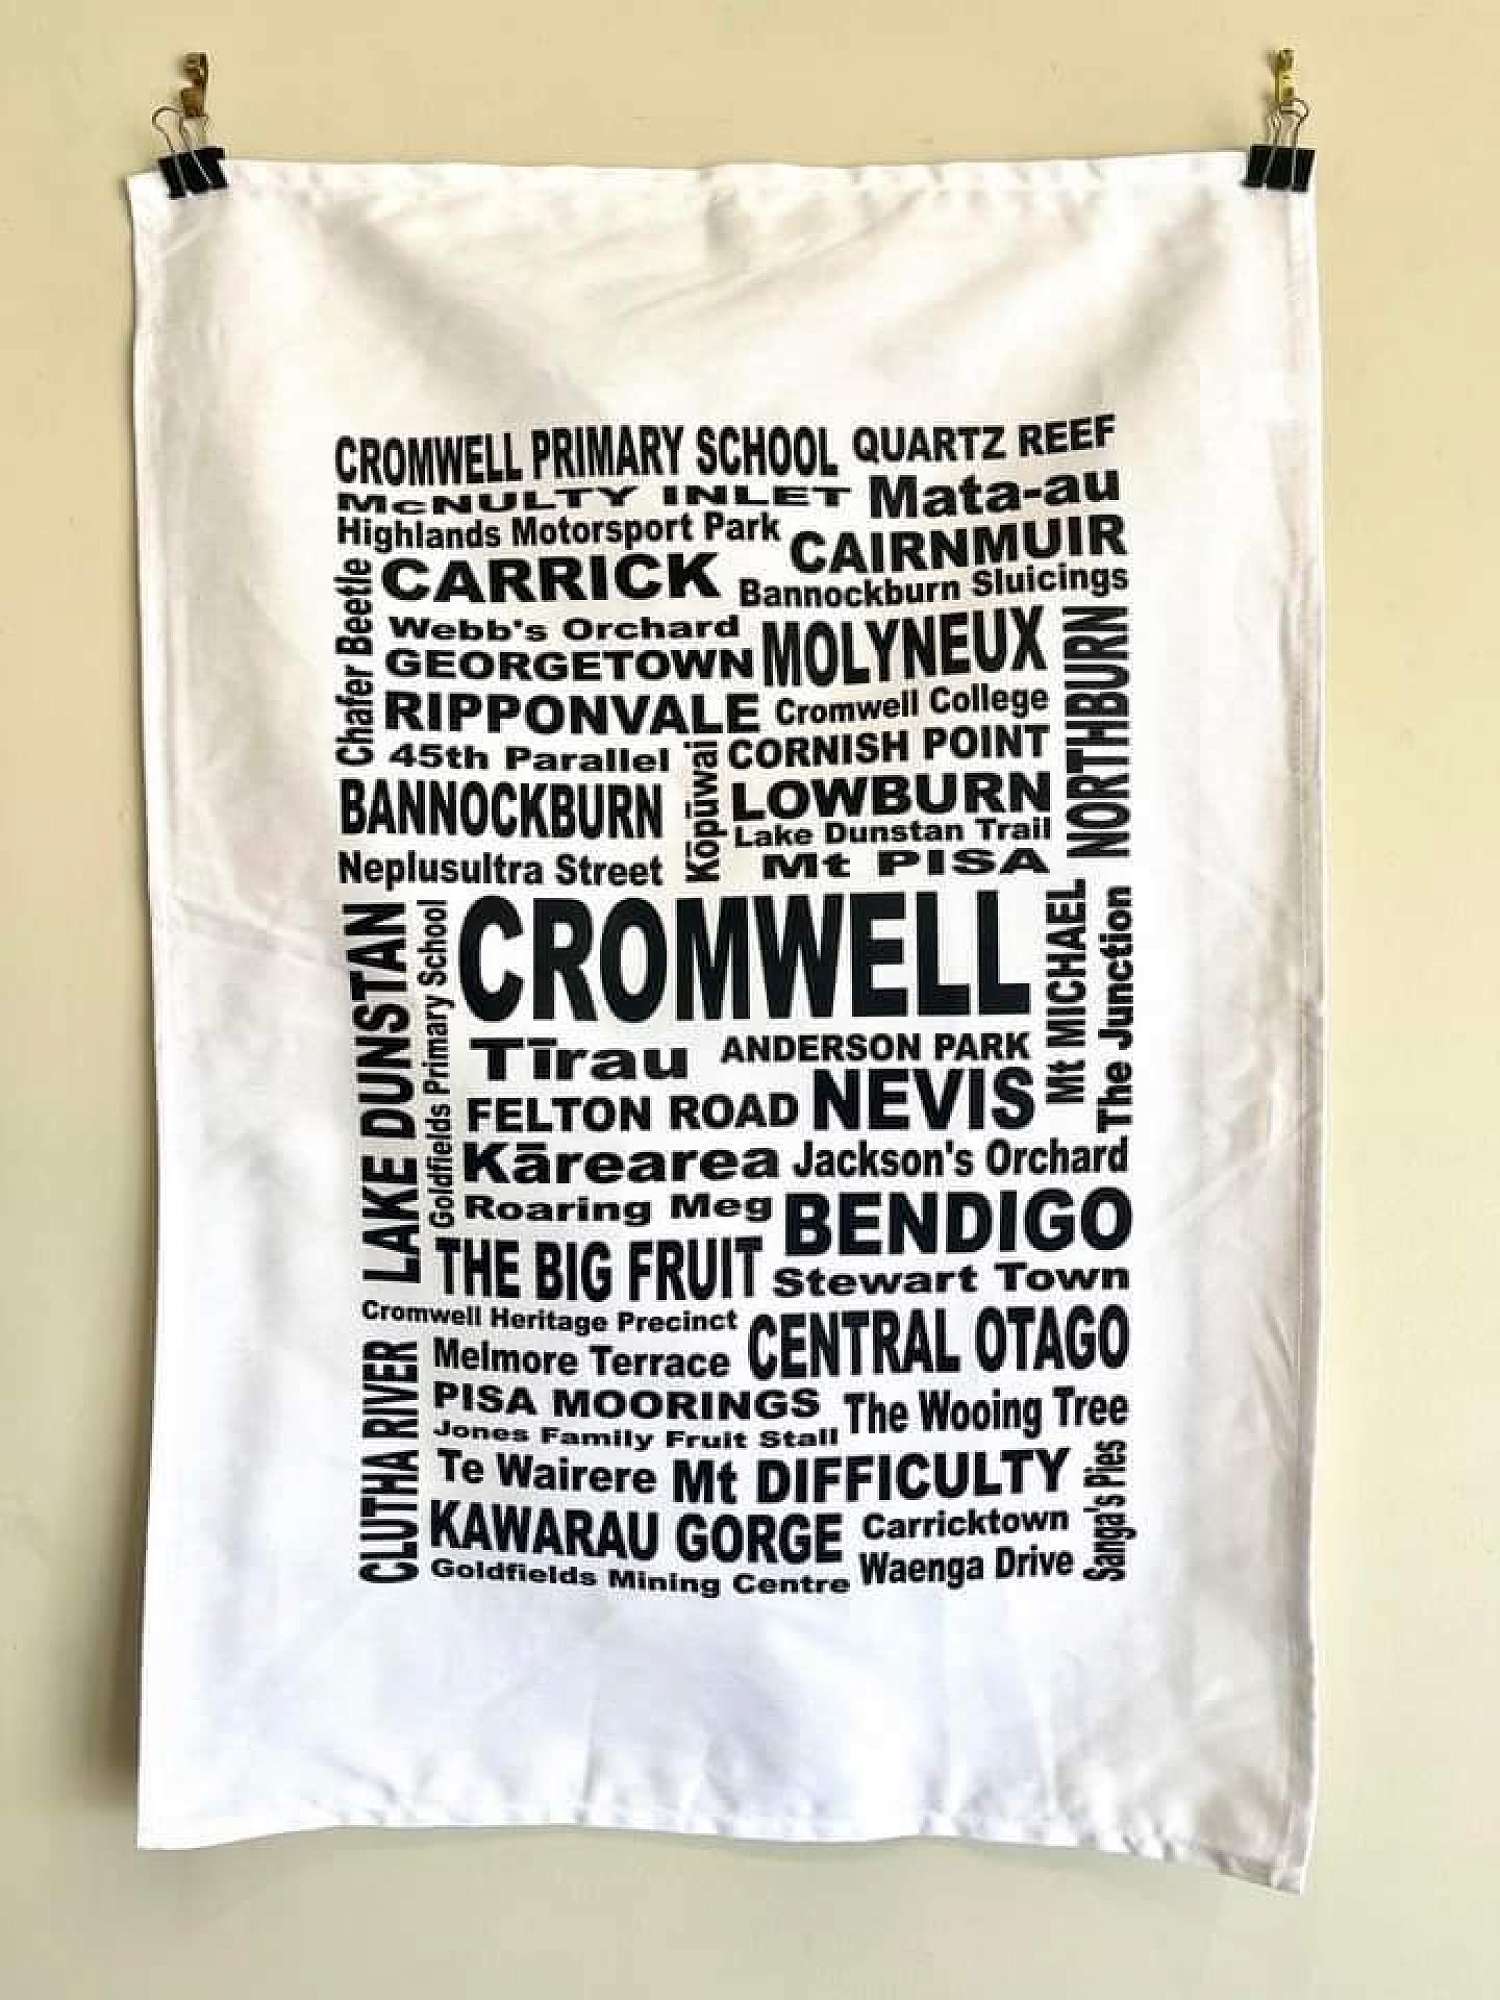 CROMWELL PRIMARY SCHOOL QUARTZ REEF
McNULTY INLET Mata-au
Highlands Motorsport Park CAIRNMUIR
Chafer Beetle
CARRICK Bannockburn Sluicings
Webb's Orchard MOLYNEUX
NORTHBURN
GEORGETOWN
RIPPONVALE Cromwell College
45th Parallel CORNISH POINT
Kōpūwai
BANNOCKBURN LOWBURN
Lake Dunstan Trail
Neplusultra Street Mt PISA
LAKE DUNSTAN
Goldfields Primary School
CROMWELL
Mt MICHAEL
The Junction
Tīrau ANDERSON PARK
FELTON ROAD NEVIS
Kārearea Jackson's Orchard
Roaring Meg BENDIGO
THE BIG FRUIT Stewart Town
Cromwell Heritage Precinct CENTRAL OTAGO
CLUTHA RIVER
Melmore Terrace
PISA MOORINGS The Wooing Tree
Jones Family Fruit Stall
Te Wairere Mt DIFFICULTY
Sanga's Pies
KAWARAU GORGE Carricktown
Goldfields Mining Centre Waenga Drive